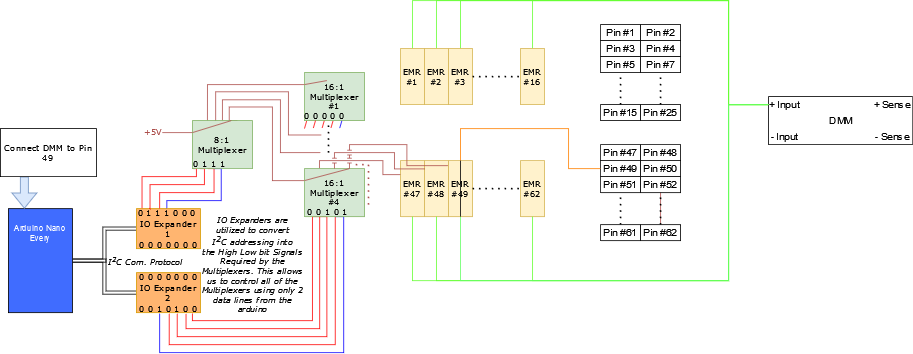 Connect DMM to Pin
49
Arduino Nano
Every
I²C Com. Protocol
+5V
8:1
Multiplexer
0 1 1 1
0 1 1 1 0 0 0
IO Expander
1
0 0 0 0 0 0 0
0 0 0 0 0 0 0
IO Expander
2
0 0 1 0 1 0 0
IO Expanders are
utilized to convert
I²C addressing into
the High Low bit Signals
Required by the
Multiplexers. This allows
us to control all of the
Multiplexers using only 2
data lines from the
arduino
16:1
Multiplexer
#1
0 0 0 0 0
16:1
Multiplexer
#4
0 0 1 0 1
EMR
#1
EMR
#2
EMR
#3
EMR
#16
EMR
#47
EMR
#48
EMR
#49
EMR
#62
Pin #1 Pin #2
Pin #3 Pin #4
Pin #5 Pin #7
Pin #15 Pin #25
Pin #47 Pin #48
Pin #49 Pin #50
Pin #51 Pin #52
Pin #61 Pin #62
+ Input + Sense
DMM
- Input - Sense